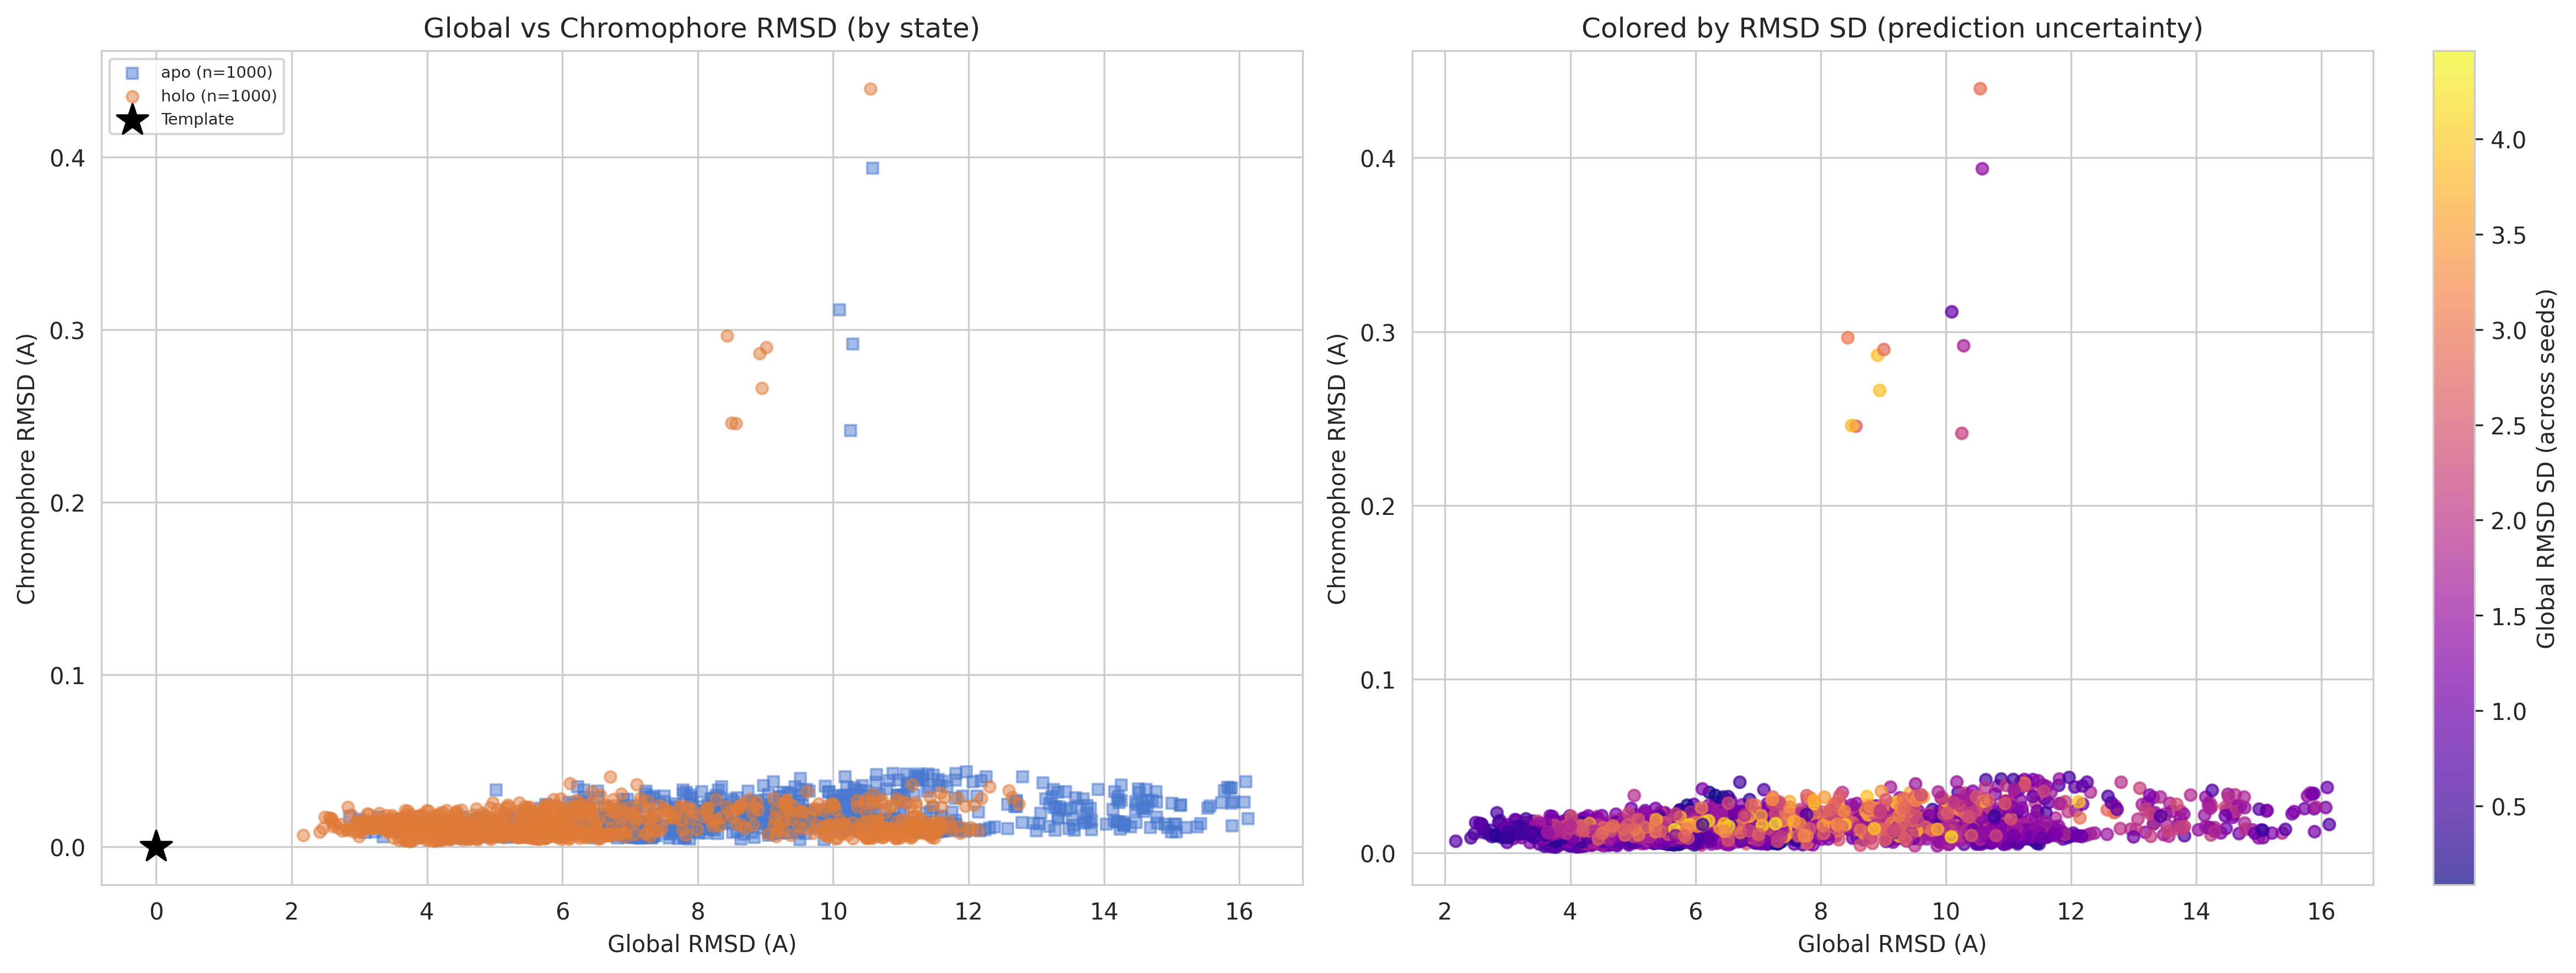 Global vs Chromophore RMSD (by state)
apo (n=1000)
holo (n=1000)
Template
Chromophore RMSD (A)
0.4
0.3
0.2
0.1
0.0
0 2 4 6 8 10 12 14 16
Global RMSD (A)
Colored by RMSD SD (prediction uncertainty)
Chromophore RMSD (A)
0.4
0.3
0.2
0.1
0.0
2 4 6 8 10 12 14 16
Global RMSD (A)
4.0
3.5
3.0
2.5
2.0
1.5
1.0
0.5
Global RMSD SD (across seeds)